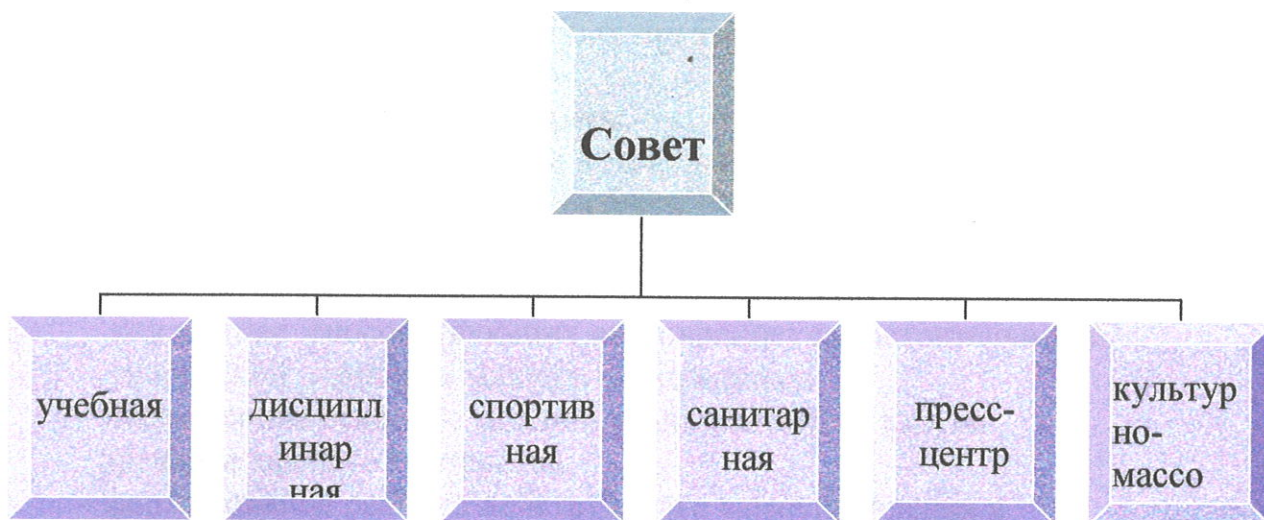 Совет
учебная
дисципл
инар
ная
спортив
ная
санитар
ная
пресс-
центр
культур
но-
массо